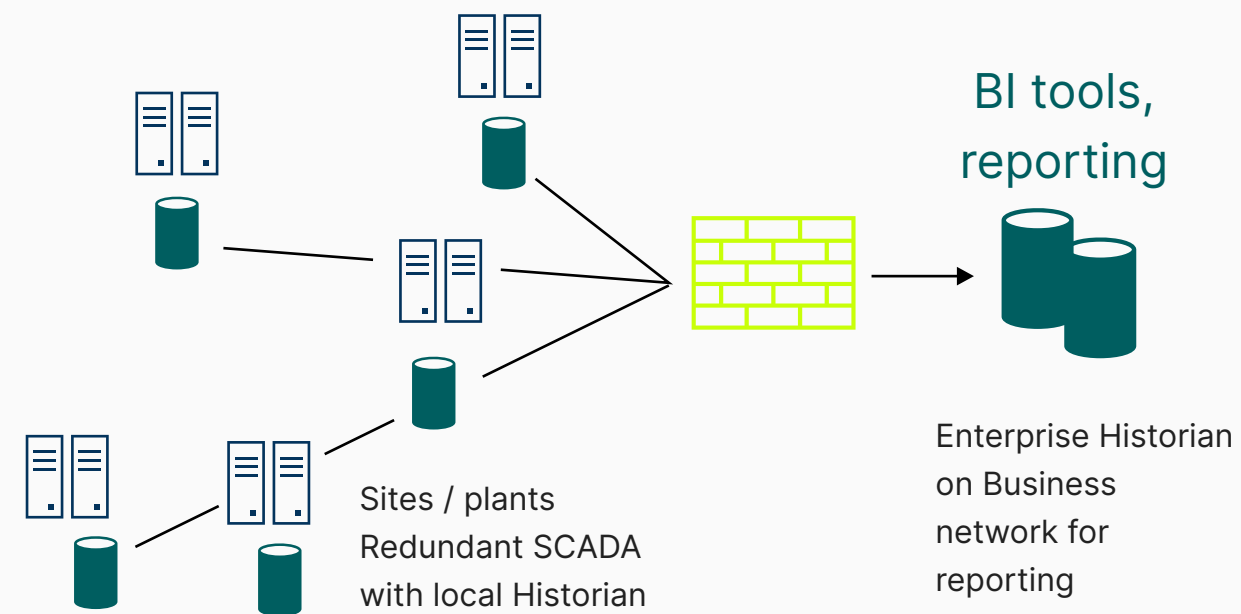 BI tools,
reporting
Sites / plants
Redundant SCADA
with local Historian
Enterprise Historian
on Business
network for
reporting